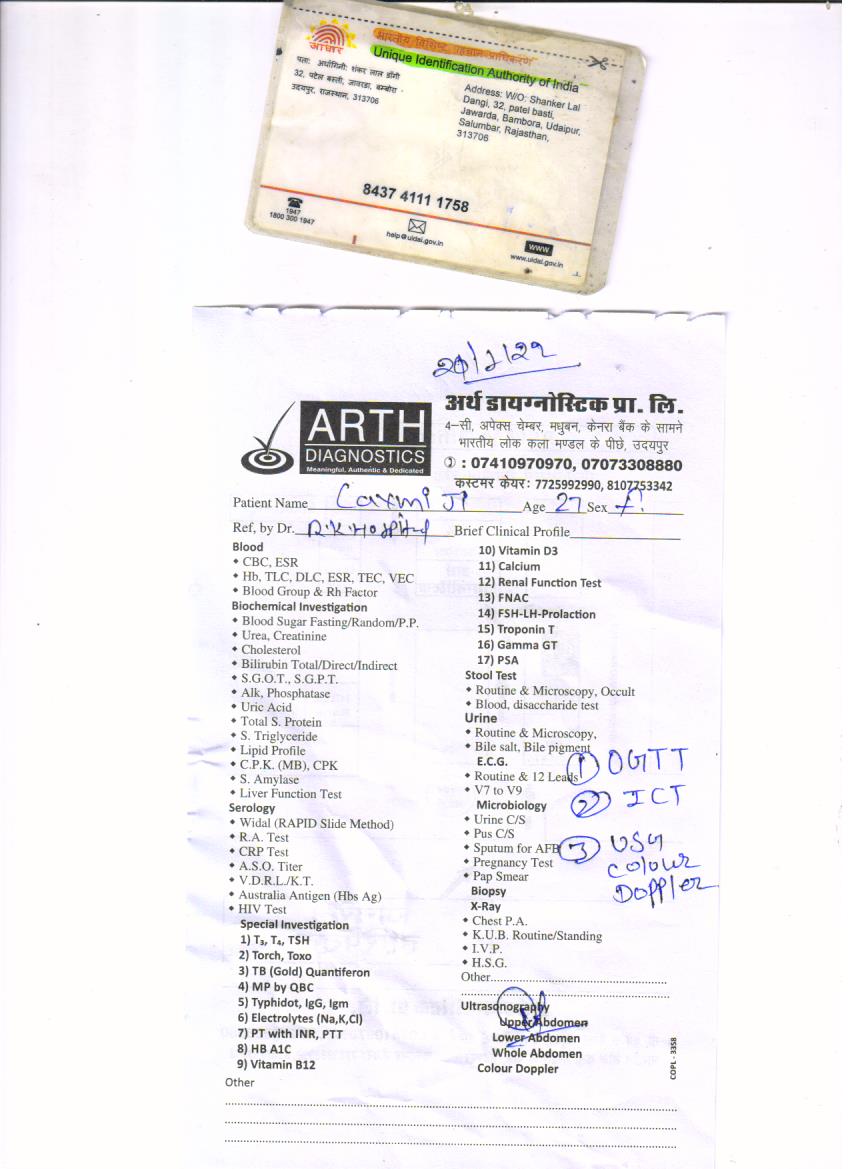 आधार
भारतीय विशिष्ट पहचान प्राधिकरण
Unique Identification Authority of India
पता: अर्धांगिनी: शंकर लाल डाँगी
32, पटेल बस्ती, जावरडा, बम्बोरा -
उदयपुर, राजस्थान, 313706
Address: W/O: Shanker Lal
Dangi, 32, patel basti,
Jawarda, Bambora, Udaipur,
Salumbar, Rajasthan,
313706
8437 4111 1758
1947
1800 300 1947
help@uidai.gov.in
www
www.uidai.gov.in
ARTH
DIAGNOSTICS
Meaningful, Authentic & Dedicated
अर्थ डायग्नोस्टिक प्रा. लि.
4–सी, अपेक्स चेम्बर, मधुबन, केनरा बैंक के सामने
भारतीय लोक कला मण्डल के पीछे, उदयपुर
: 07410970970, 07073308880
कस्टमर केयर: 7725992990, 8107753342
Patient Name Laxmi Ji Age 27 Sex F
Ref, by Dr. R.K. Hospital Brief Clinical Profile
Blood
CBC, ESR
Hb, TLC, DLC, ESR, TEC, VEC
Blood Group & Rh Factor
Biochemical Investigation
Blood Sugar Fasting/Random/P.P.
Urea, Creatinine
Cholesterol
Bilirubin Total/Direct/Indirect
S.G.O.T., S.G.P.T.
Alk, Phosphatase
Uric Acid
Total S. Protein
S. Triglyceride
Lipid Profile
C.P.K. (MB), CPK
S. Amylase
Liver Function Test
Serology
Widal (RAPID Slide Method)
R.A. Test
CRP Test
A.S.O. Titer
V.D.R.L./K.T.
Australia Antigen (Hbs Ag)
HIV Test
Special Investigation
1) T₃, T₄, TSH
2) Torch, Toxo
3) TB (Gold) Quantiferon
4) MP by QBC
5) Typhidot, IgG, Igm
6) Electrolytes (Na,K,Cl)
7) PT with INR, PTT
8) HB A1C
9) Vitamin B12
Other
10) Vitamin D3
11) Calcium
12) Renal Function Test
13) FNAC
14) FSH-LH-Prolaction
15) Troponin T
16) Gamma GT
17) PSA
Stool Test
Routine & Microscopy, Occult
Blood, disaccharide test
Urine
Routine & Microscopy,
Bile salt, Bile pigment
E.C.G.
Routine & 12 Leads
V7 to V9
Microbiology
Urine C/S
Pus C/S
Sputum for AFB
Pregnancy Test
Pap Smear
Biopsy
X-Ray
Chest P.A.
K.U.B. Routine/Standing
I.V.P.
H.S.G.
Other
Ultrasonography
Upper Abdomen
Lower Abdomen
Whole Abdomen
Colour Doppler
1 OGTT
2 ICT
3 USG
Colour
Doppler
COPL - 3358